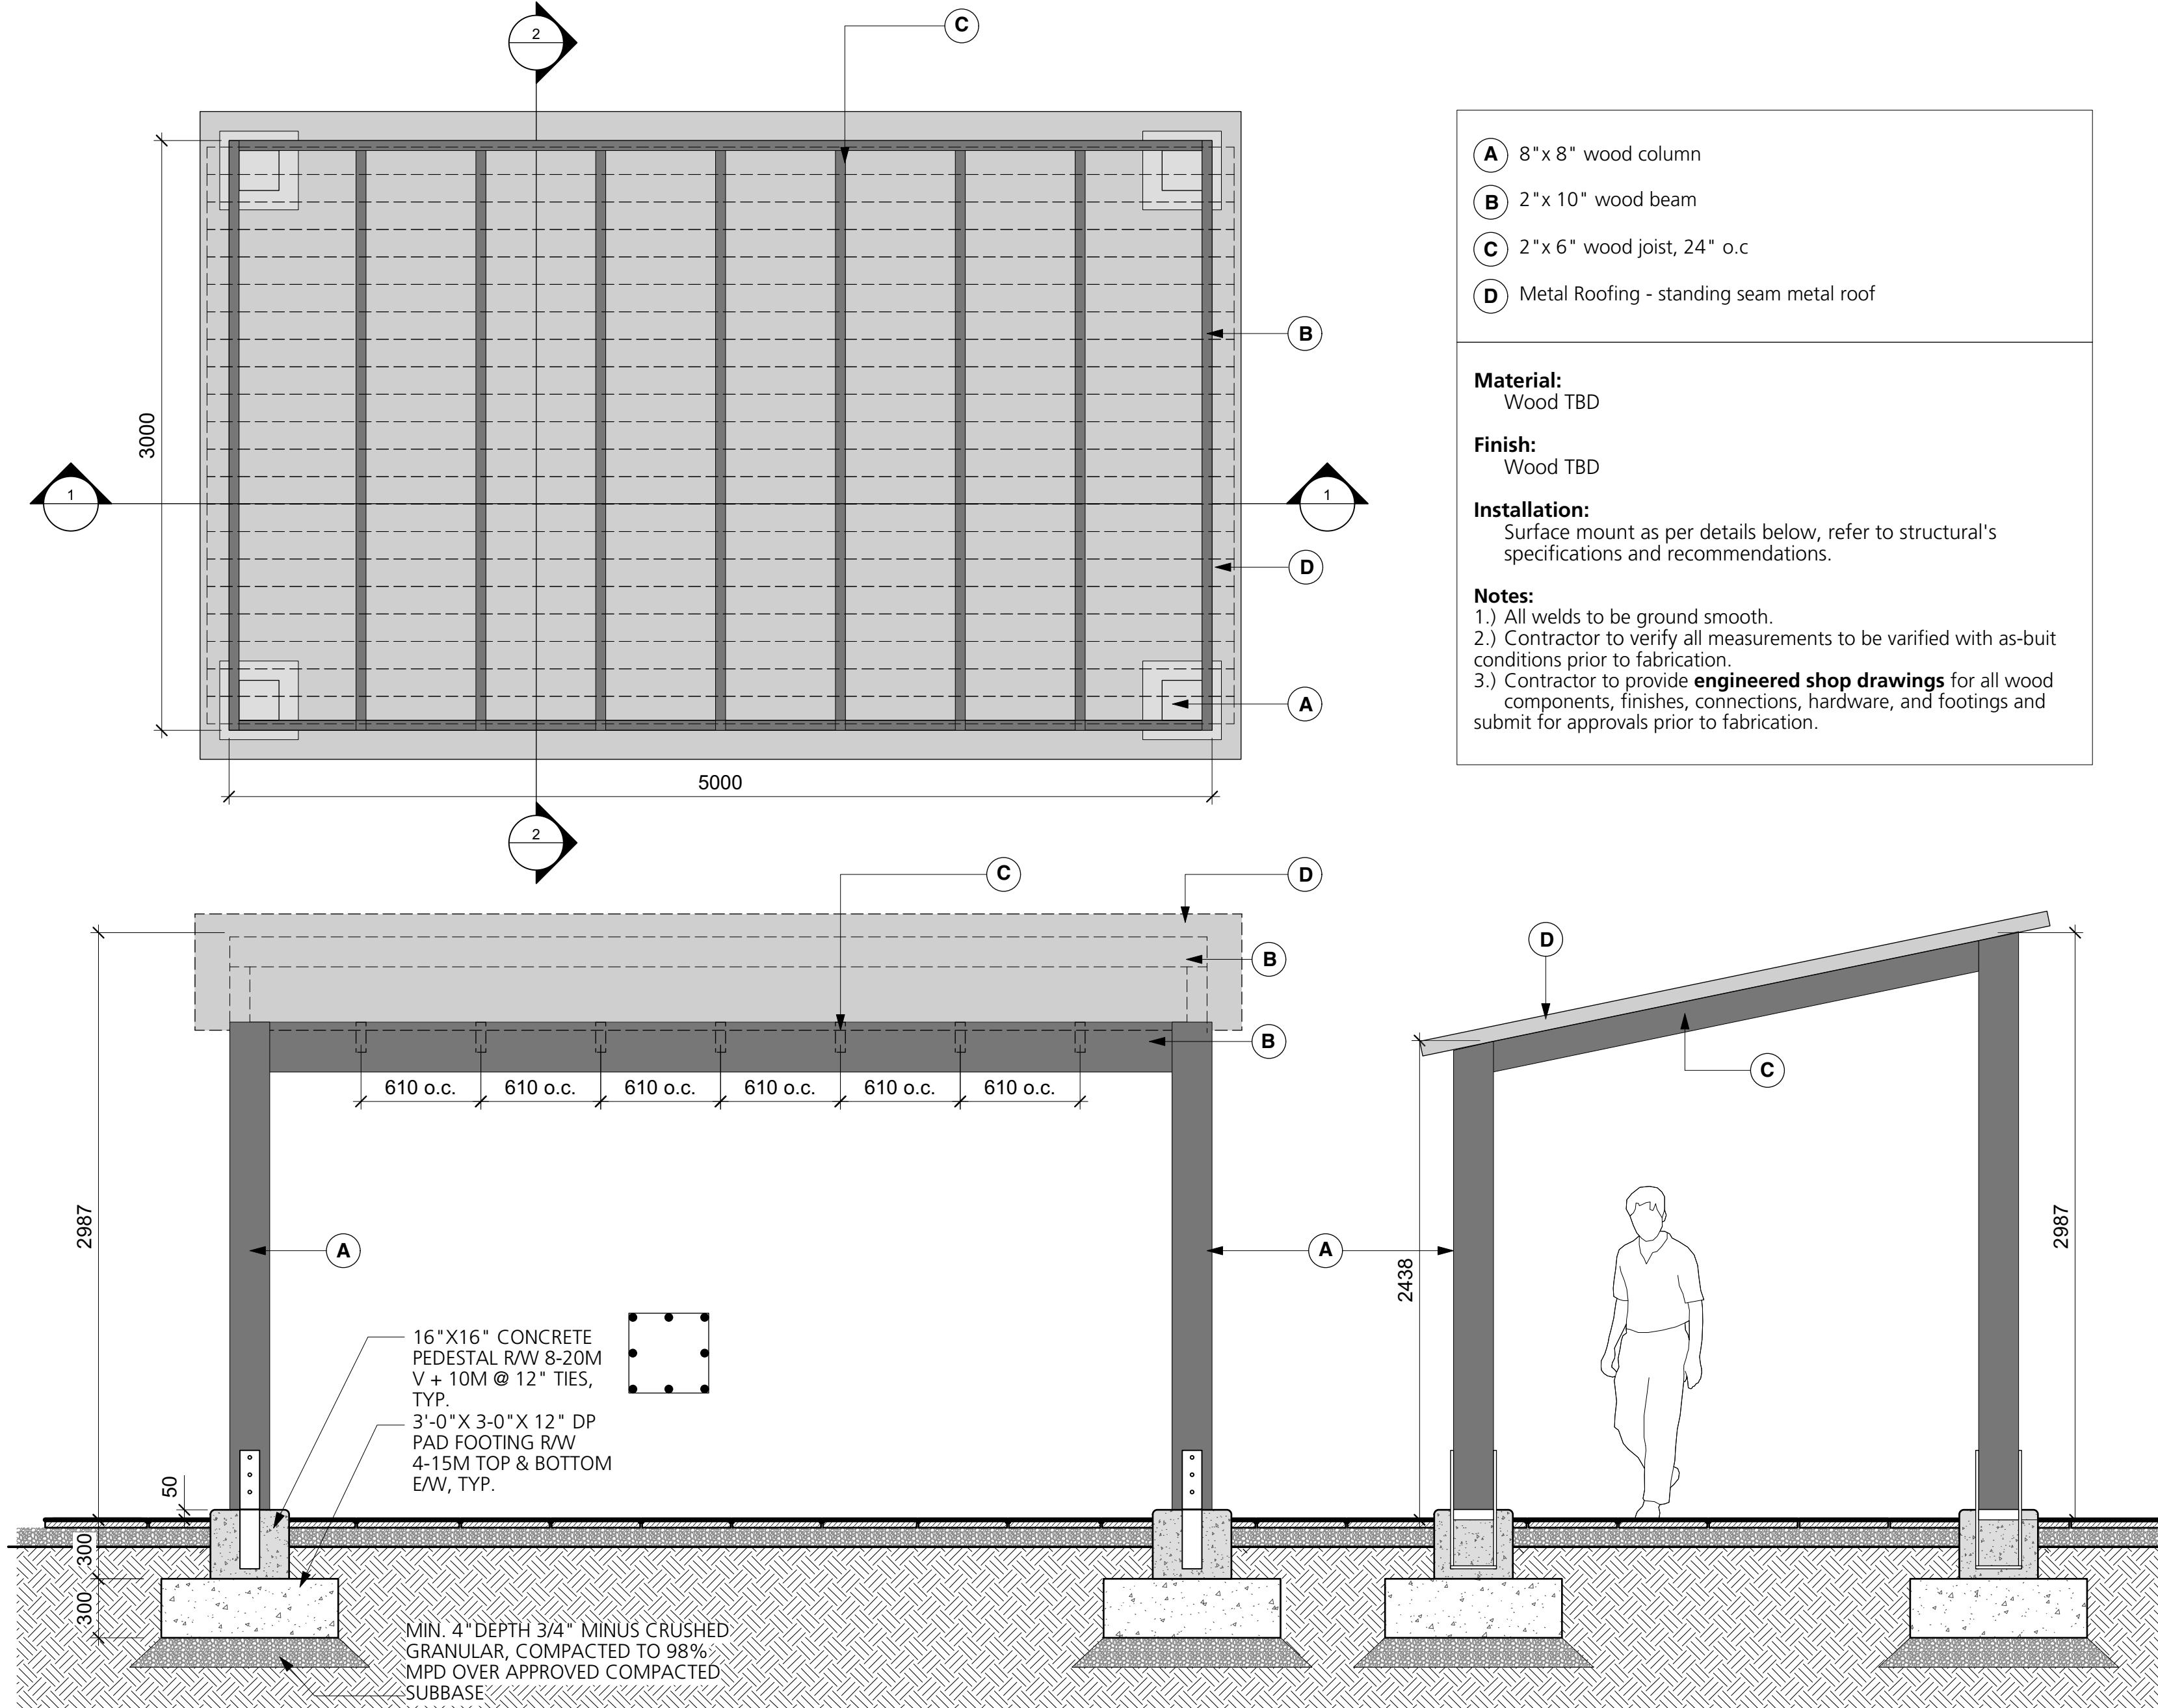 2
C
3000
1
1
B
D
A
5000
2
A 8"x 8" wood column
B 2"x 10" wood beam
C 2"x 6" wood joist, 24" o.c
D Metal Roofing - standing seam metal roof
Material:
Wood TBD
Finish:
Wood TBD
Installation:
Surface mount as per details below, refer to structural's
specifications and recommendations.
Notes:
1.) All welds to be ground smooth.
2.) Contractor to verify all measurements to be varified with as-buit
conditions prior to fabrication.
3.) Contractor to provide engineered shop drawings for all wood
components, finishes, connections, hardware, and footings and
submit for approvals prior to fabrication.
C
D
B
B
610 o.c. 610 o.c. 610 o.c. 610 o.c. 610 o.c. 610 o.c.
2987
A
A
16"X16" CONCRETE
PEDESTAL R/W 8-20M
V + 10M @ 12" TIES,
TYP.
3'-0"X 3-0"X 12" DP
PAD FOOTING R/W
4-15M TOP & BOTTOM
E/W, TYP.
50
300
300
MIN. 4"DEPTH 3/4" MINUS CRUSHED
GRANULAR, COMPACTED TO 98%
MPD OVER APPROVED COMPACTED
SUBBASE
D
C
2438
2987